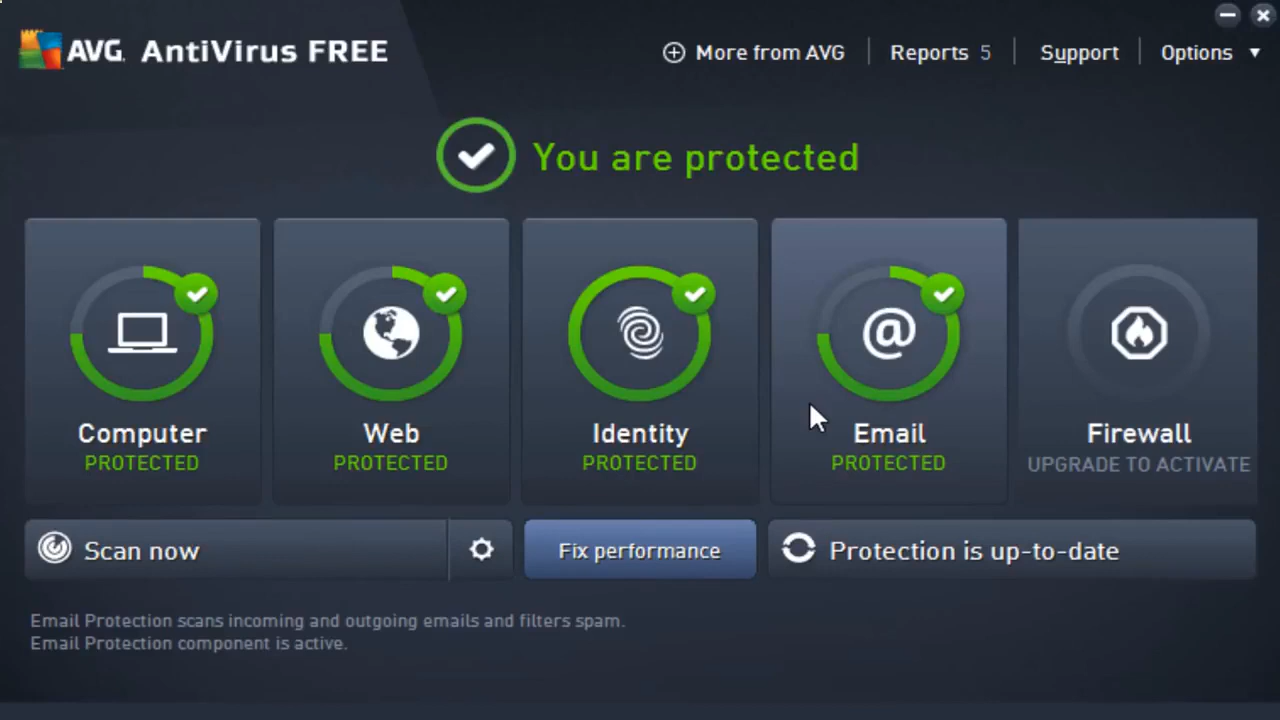 AVG. AntiVirus FREE
More from AVG
Reports 5
Support
Options
You are protected
Computer
PROTECTED
Web
PROTECTED
Identity
PROTECTED
@
Email
PROTECTED
Firewall
UPGRADE TO ACTIVATE
Scan now
Fix performance
Protection is up-to-date
Email Protection scans incoming and outgoing emails and filters spam.
Email Protection component is active.